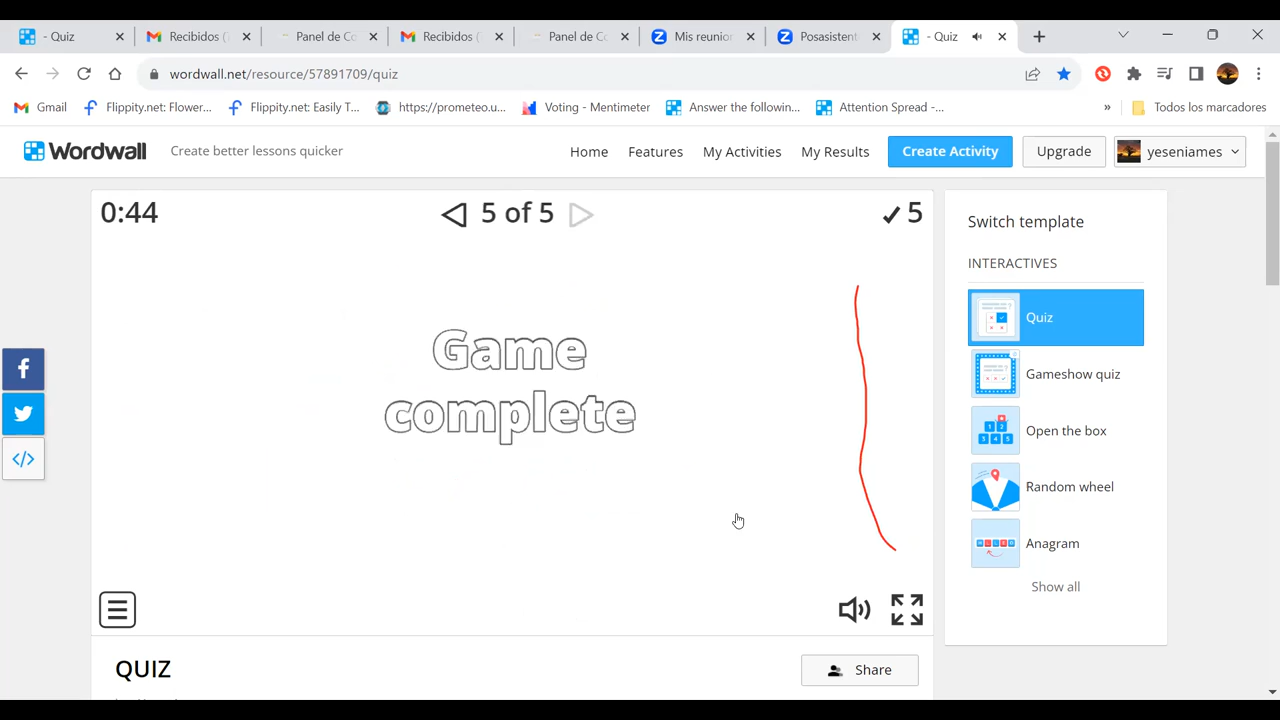 - Quiz
Recibidos (
Panel de Co
Recibidos (
Panel de Co
Mis reunion
Posasistent
- Quiz
wordwall.net/resource/57891709/quiz
Gmail
Flippity.net: Flower...
Flippity.net: Easily T...
https://prometeo.u...
Voting - Mentimeter
Answer the followin...
Attention Spread -...
»
Todos los marcadores
Wordwall
Create better lessons quicker
Home
Features
My Activities
My Results
Create Activity
Upgrade
yeseniames
0:44
5 of 5
5
Switch template
INTERACTIVES
Quiz
Gameshow quiz
Open the box
Random wheel
Anagram
Show all
Game
complete
QUIZ
Share